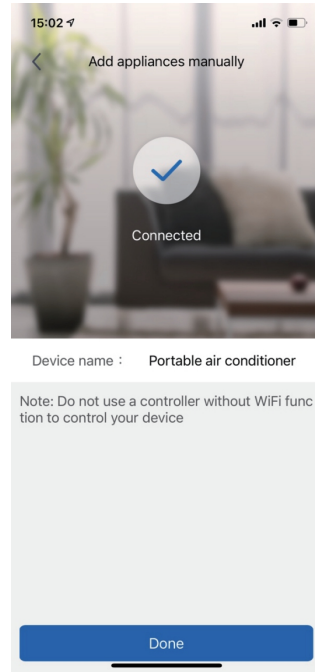 15:02
Add appliances manually
Connected
Device name： Portable air conditioner
Note: Do not use a controller without WiFi func
tion to control your device
Done